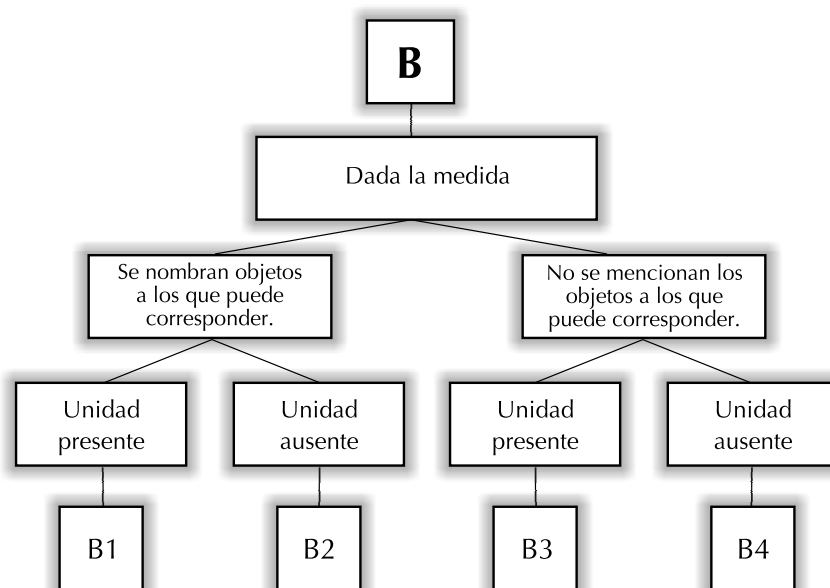 B
Dada la medida
Se nombran objetos
a los que puede
corresponder.
No se mencionan los
objetos a los que
puede corresponder.
Unidad
presente
Unidad
ausente
Unidad
presente
Unidad
ausente
B1
B2
B3
B4